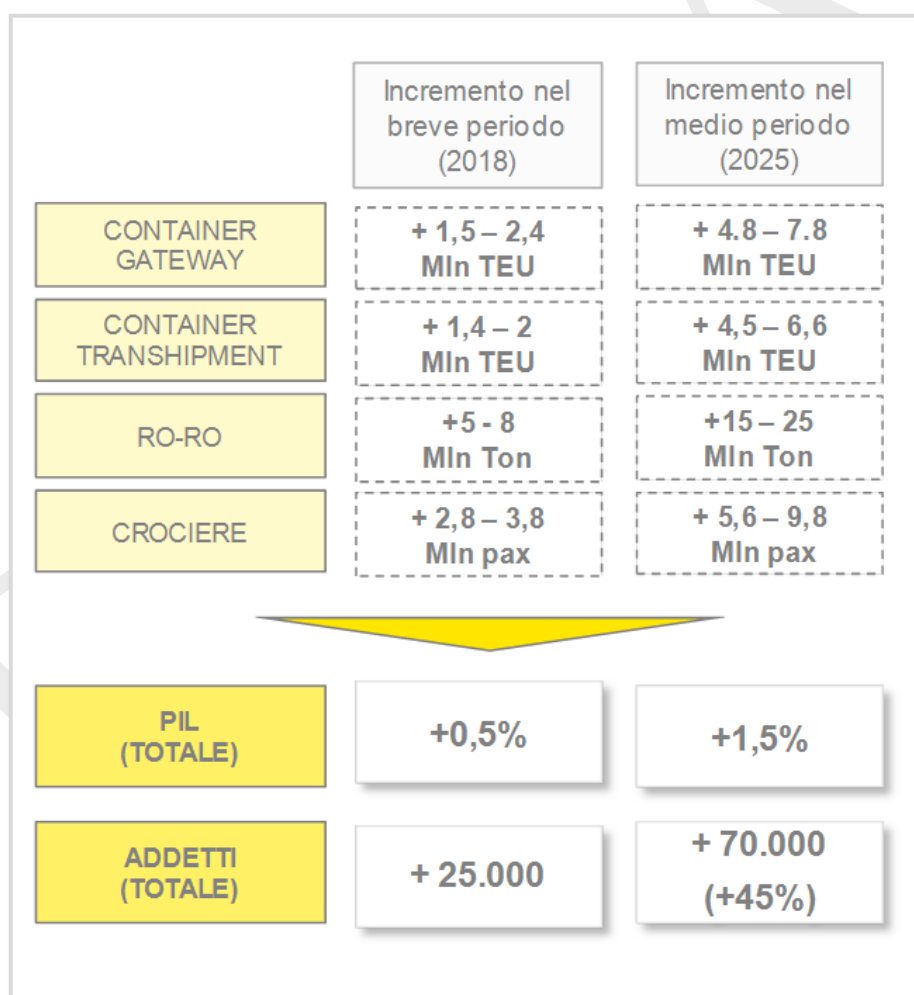 Incremento nel
breve periodo
(2018)
Incremento nel
medio periodo
(2025)
CONTAINER
GATEWAY
+ 1,5 – 2,4
Mln TEU
+ 4.8 – 7.8
Mln TEU
CONTAINER
TRANSHIPMENT
+ 1,4 – 2
Mln TEU
+ 4,5 – 6,6
Mln TEU
RO-RO
+5 - 8
Mln Ton
+15 – 25
Mln Ton
CROCIERE
+ 2,8 – 3,8
Mln pax
+ 5,6 – 9,8
Mln pax
PIL
(TOTALE)
+0,5%
+1,5%
ADDETTI
(TOTALE)
+ 25.000
+ 70.000
(+45%)